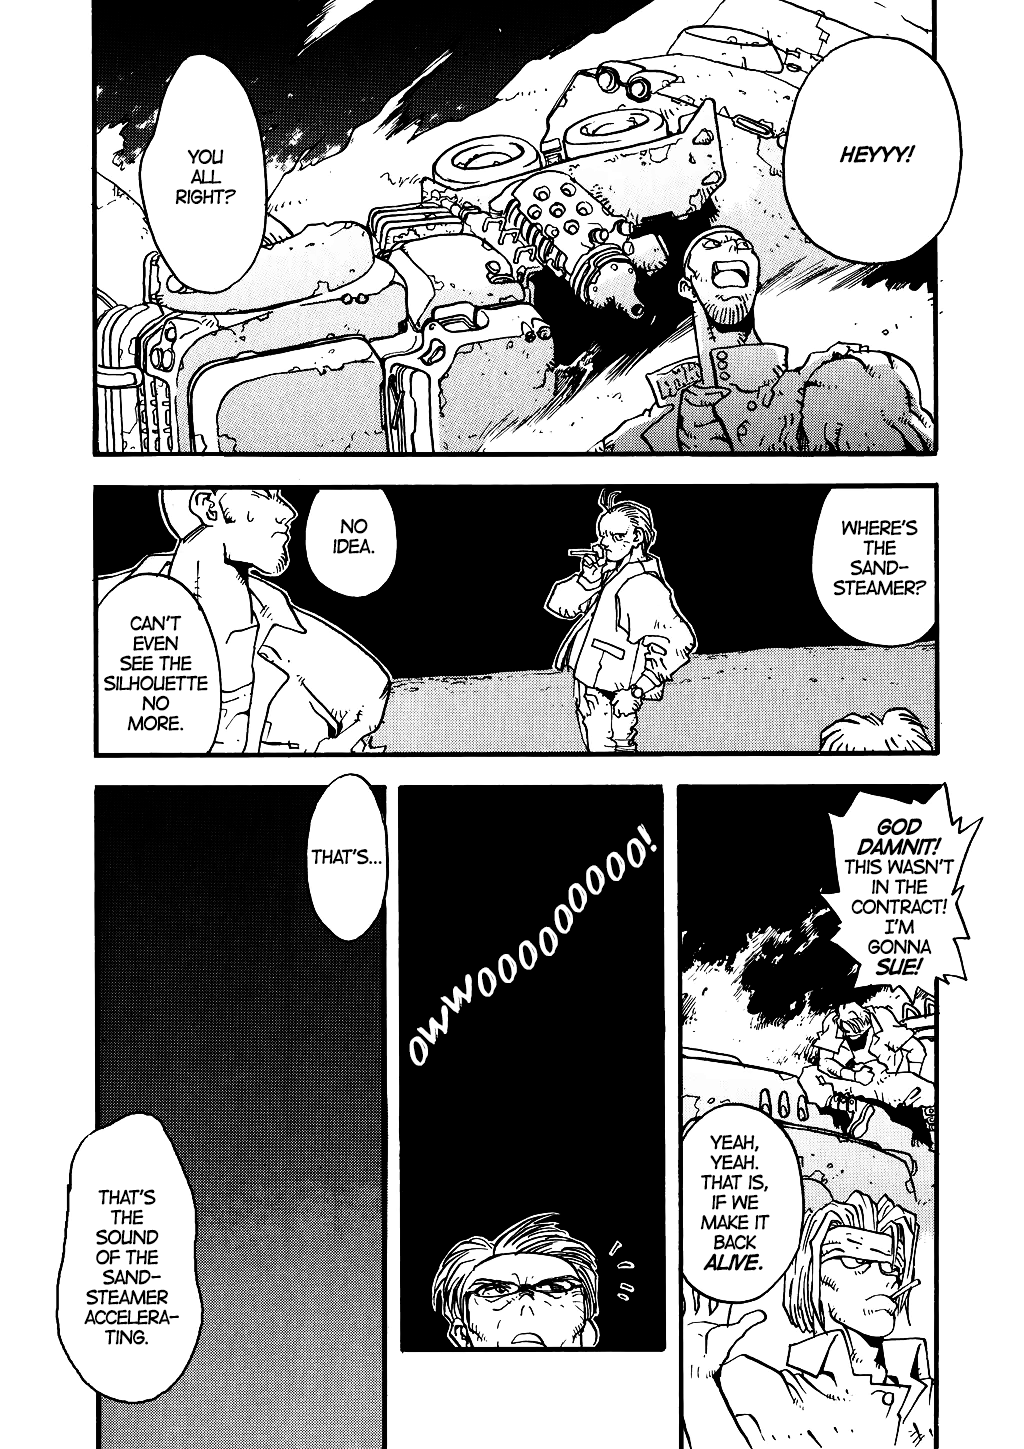 HEYYY!
YOU
ALL
RIGHT?
WHERE'S
THE
SAND-
STEAMER?
NO
IDEA.
CAN'T
EVEN
SEE THE
SILHOUETTE
NO
MORE.
GOD
DAMNIT!
THIS WASN'T
IN THE
CONTRACT!
I'M
GONNA
SUE!
YEAH,
YEAH.
THAT IS,
IF WE
MAKE IT
BACK
ALIVE.
OWWOOOOOOOOO!
THAT'S...
THAT'S
THE
SOUND
OF THE
SAND-
STEAMER
ACCELERA-
TING.